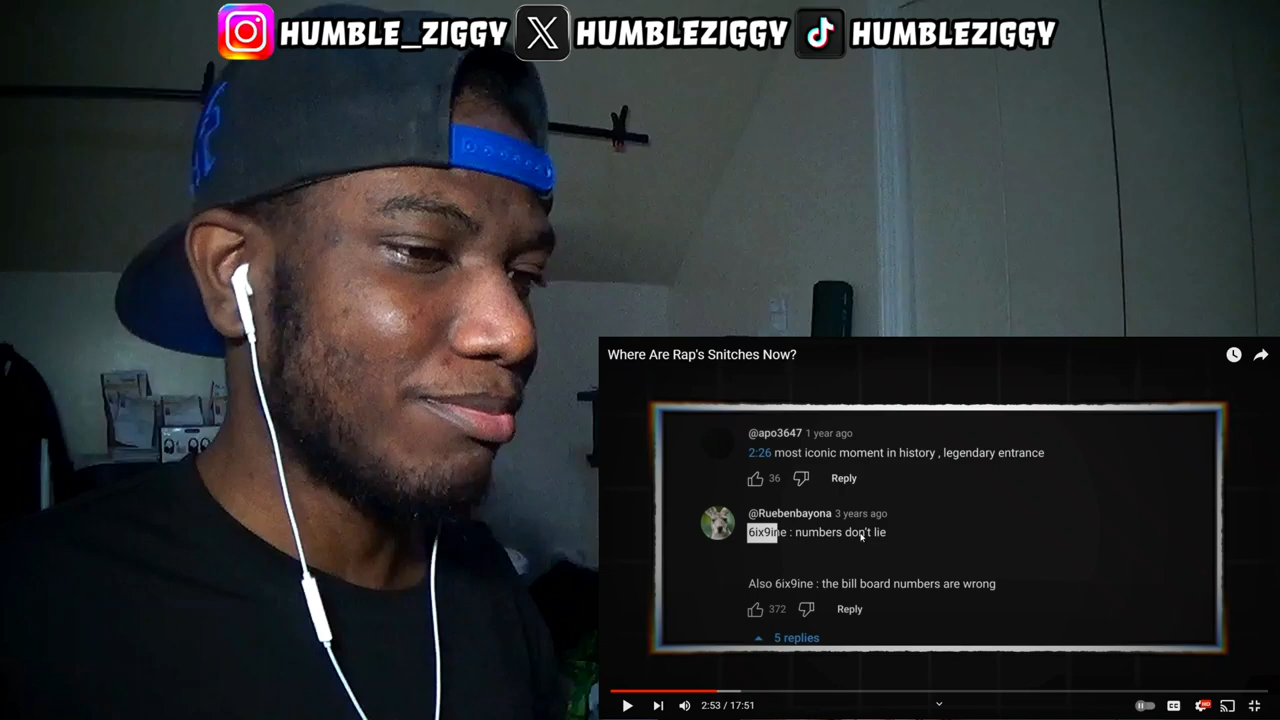 HUMBLE_ZIGGY HUMBLEZIGGY HUMBLEZIGGY
Where Are Rap's Snitches Now?
@apo3647 1 year ago
2:26 most iconic moment in history , legendary entrance
36 Reply
@Ruebenbayona 3 years ago
6ix9ine : numbers don't lie
Also 6ix9ine : the bill board numbers are wrong
372 Reply
5 replies
2:53 / 17:51
CC HD